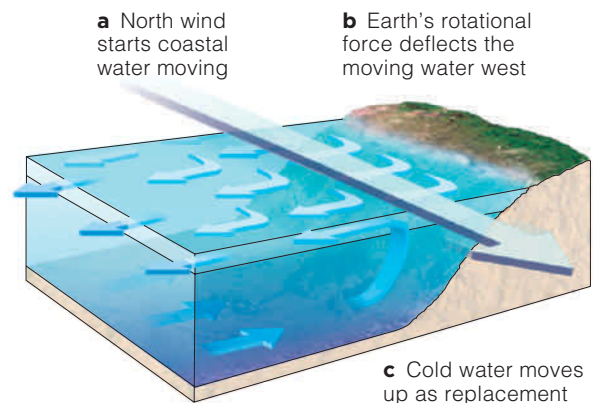 a North wind
starts coastal
water moving
b Earth’s rotational
force deflects the
moving water west
c Cold water moves
up as replacement